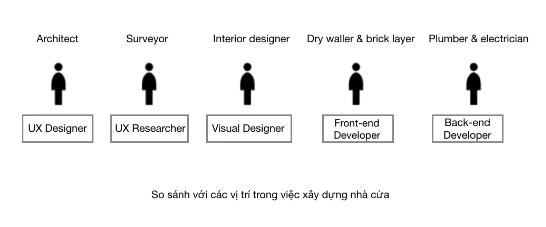 Architect
Surveyor
Interior designer
Dry waller & brick layer
Plumber & electrician
UX Designer
UX Researcher
Visual Designer
Front-end
Developer
Back-end
Developer
So sánh với các vị trí trong việc xây dựng nhà cửa